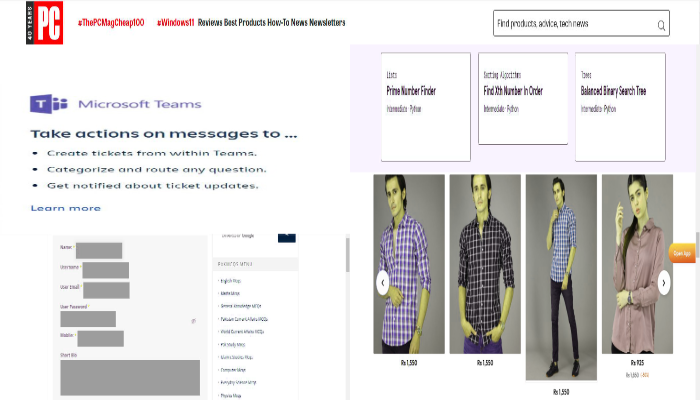 40 YEARS
PC
#ThePCMagCheap100 #Windows11 Reviews Best Products How-To News Newsletters
Find products, advice, tech news
Microsoft Teams
Take actions on messages to ...
• Create tickets from within Teams.
• Categorize and route any question.
• Get notified about ticket updates.
Learn more
Lists
Prime Number Finder
Intermediate · Python
Sorting Algorithms
Find Xth Number In Order
Intermediate · Python
Trees
Balanced Binary Search Tree
Intermediate · Python
Name: *
Username *
User Email *
User Password *
Mobile: *
Short Bio
English Mcqs
Maths Mcqs
General Knowledge MCQs
Pakistan Current Affairs MCQs
World Current Affairs MCQs
Pak Study Mcqs
Islamic Studies Mcqs
Computer Mcqs
Everyday Science Mcqs
Physics Mcqs
Open App
Rs 1,550
Rs 1,550
Rs 1,550
Rs 925